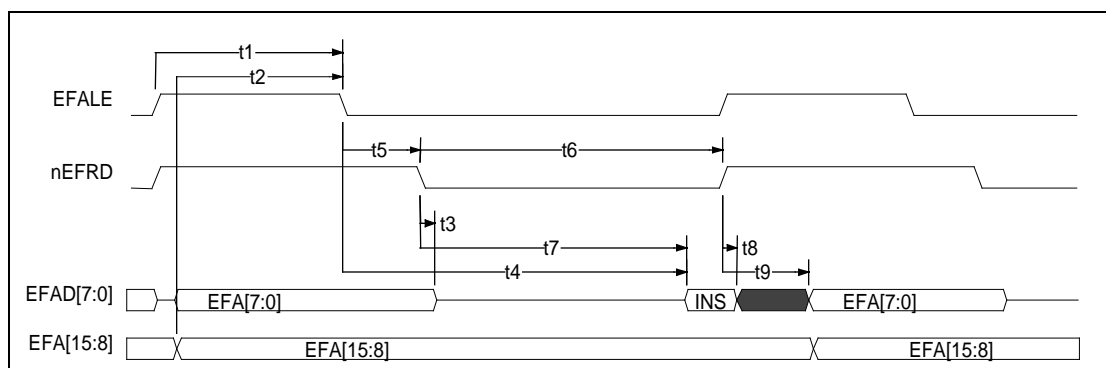 t1
t2
EFALE
t5
t6
nEFRD
t3
t7
t8
t4
t9
EFAD[7:0]
EFA[7:0]
INS
EFA[7:0]
EFA[15:8]
EFA[15:8]
EFA[15:8]